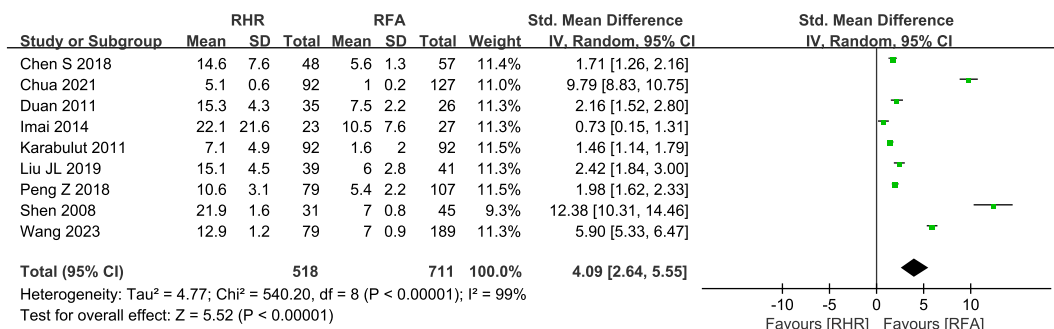 RHR RFA Std. Mean Difference Std. Mean Difference
Study or Subgroup Mean SD Total Mean SD Total Weight IV, Random, 95% CI IV, Random, 95% CI
Chen S 2018 14.6 7.6 48 5.6 1.3 57 11.4% 1.71 [1.26, 2.16]
Chua 2021 5.1 0.6 92 1 0.2 127 11.0% 9.79 [8.83, 10.75]
Duan 2011 15.3 4.3 35 7.5 2.2 26 11.3% 2.16 [1.52, 2.80]
Imai 2014 22.1 21.6 23 10.5 7.6 27 11.3% 0.73 [0.15, 1.31]
Karabulut 2011 7.1 4.9 92 1.6 2 92 11.5% 1.46 [1.14, 1.79]
Liu JL 2019 15.1 4.5 39 6 2.8 41 11.3% 2.42 [1.84, 3.00]
Peng Z 2018 10.6 3.1 79 5.4 2.2 107 11.5% 1.98 [1.62, 2.33]
Shen 2008 21.9 1.6 31 7 0.8 45 9.3% 12.38 [10.31, 14.46]
Wang 2023 12.9 1.2 79 7 0.9 189 11.3% 5.90 [5.33, 6.47]
Total (95% CI) 518 711 100.0% 4.09 [2.64, 5.55]
Heterogeneity: Tau² = 4.77; Chi² = 540.20, df = 8 (P < 0.00001); I² = 99%
Test for overall effect: Z = 5.52 (P < 0.00001)
-10 -5 0 5 10
Favours [RHR] Favours [RFA]